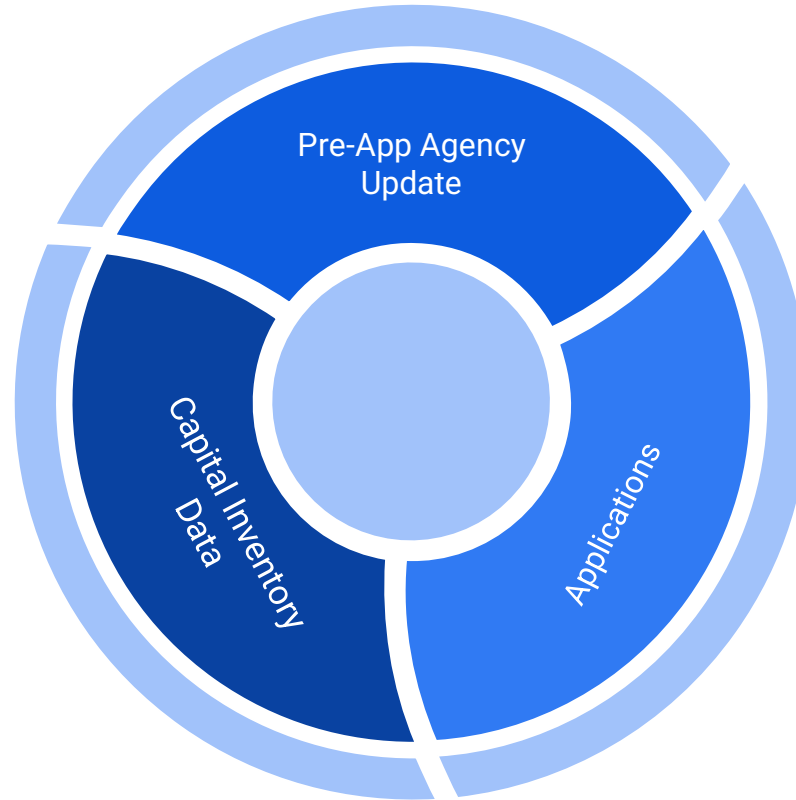 Pre-App Agency
Update
Applications
Capital Inventory
Data